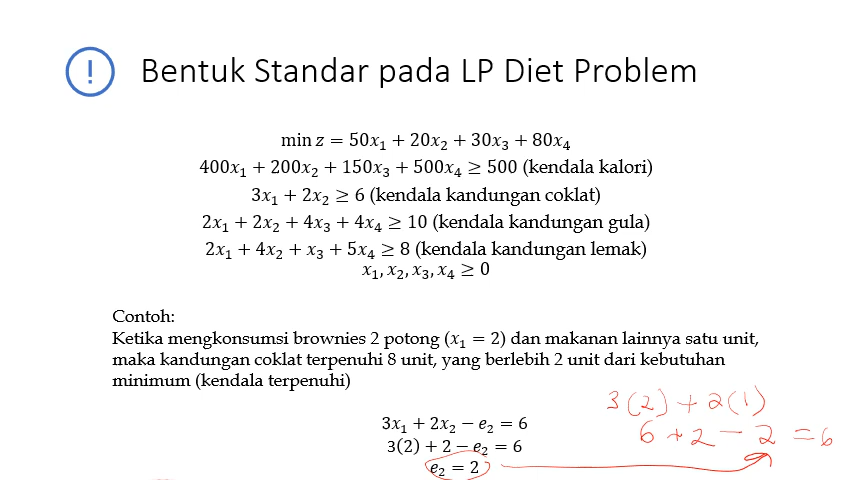 !
Bentuk Standar pada LP Diet Problem
min z = 50x₁ + 20x₂ + 30x₃ + 80x₄
400x₁ + 200x₂ + 150x₃ + 500x₄ ≥ 500 (kendala kalori)
3x₁ + 2x₂ ≥ 6 (kendala kandungan coklat)
2x₁ + 2x₂ + 4x₃ + 4x₄ ≥ 10 (kendala kandungan gula)
2x₁ + 4x₂ + x₃ + 5x₄ ≥ 8 (kendala kandungan lemak)
x₁, x₂, x₃, x₄ ≥ 0
Contoh:
Ketika mengkonsumsi brownies 2 potong (x₁ = 2) dan makanan lainnya satu unit,
maka kandungan coklat terpenuhi 8 unit, yang berlebih 2 unit dari kebutuhan
minimum (kendala terpenuhi)
3x₁ + 2x₂ − e₂ = 6
3(2) + 2 − e₂ = 6
e₂ = 2
3(2) + 2(1)
6 + 2 − 2 = 6